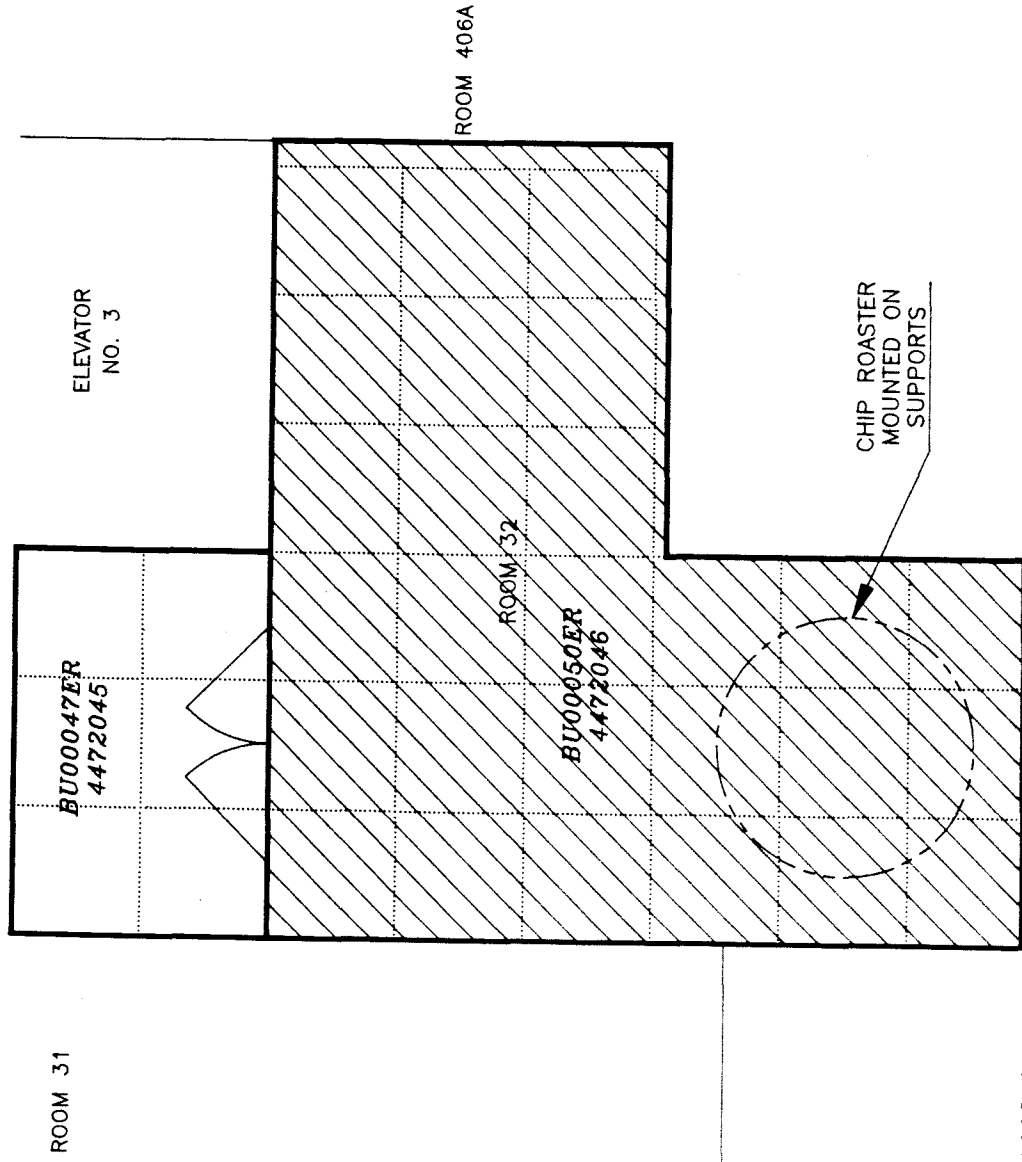 ROOM 31
ELEVATOR
NO. 3
ROOM 406A
BU00047ER
4472045
ROOM 32
BU00050ER
4472046
CHIP ROASTER
MOUNTED ON
SUPPORTS